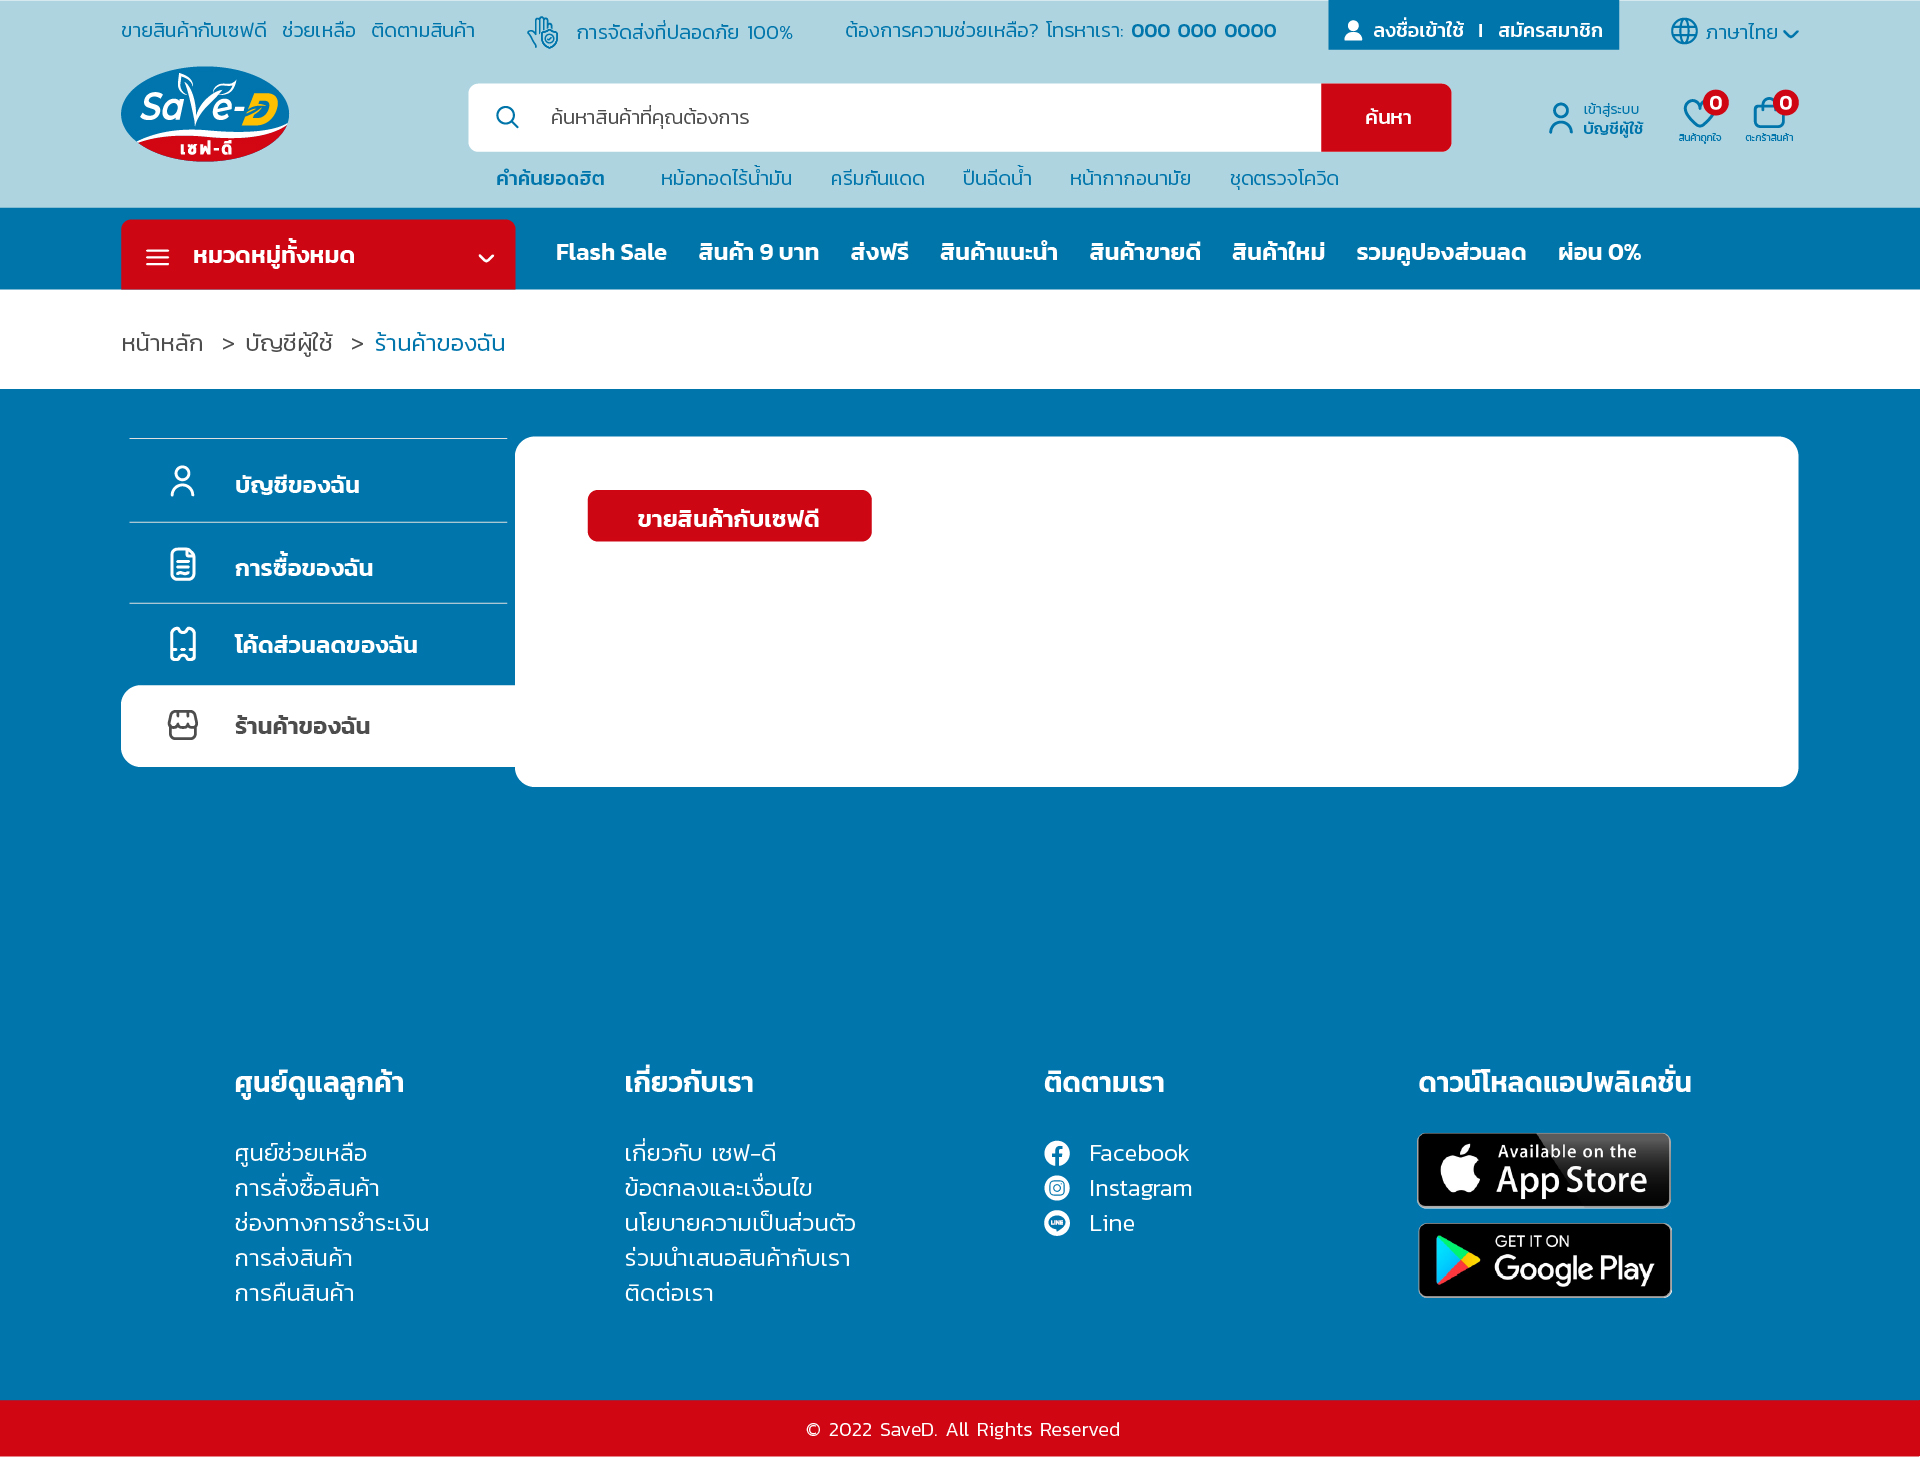 ขายสินค้ากับเซฟดี ช่วยเหลือ ติดตามสินค้า การจัดส่งที่ปลอดภัย 100% ต้องการความช่วยเหลือ? โทรหาเรา: 000 000 0000 ลงชื่อเข้าใช้ | สมัครสมาชิก ภาษาไทย
SaVe-D
เซฟ-ดี
ค้นหาสินค้าที่คุณต้องการ ค้นหา
เข้าสู่ระบบ
บัญชีผู้ใช้
0 0
สินค้าถูกใจ ตะกร้าสินค้า
คำค้นยอดฮิต หม้อทอดไร้น้ำมัน ครีมกันแดด ปืนฉีดน้ำ หน้ากากอนามัย ชุดตรวจโควิด
หมวดหมู่ทั้งหมด Flash Sale สินค้า 9 บาท ส่งฟรี สินค้าแนะนำ สินค้าขายดี สินค้าใหม่ รวมคูปองส่วนลด ผ่อน 0%
หน้าหลัก > บัญชีผู้ใช้ > ร้านค้าของฉัน
บัญชีของฉัน
การซื้อของฉัน
โค้ดส่วนลดของฉัน
ร้านค้าของฉัน
ขายสินค้ากับเซฟดี
ศูนย์ดูแลลูกค้า
ศูนย์ช่วยเหลือ
การสั่งซื้อสินค้า
ช่องทางการชำระเงิน
การส่งสินค้า
การคืนสินค้า
เกี่ยวกับเรา
เกี่ยวกับ เซฟ-ดี
ข้อตกลงและเงื่อนไข
นโยบายความเป็นส่วนตัว
ร่วมนำเสนอสินค้ากับเรา
ติดต่อเรา
ติดตามเรา
Facebook
Instagram
LINE Line
ดาวน์โหลดแอปพลิเคชั่น
Available on the
App Store
GET IT ON
Google Play
© 2022 SaveD. All Rights Reserved